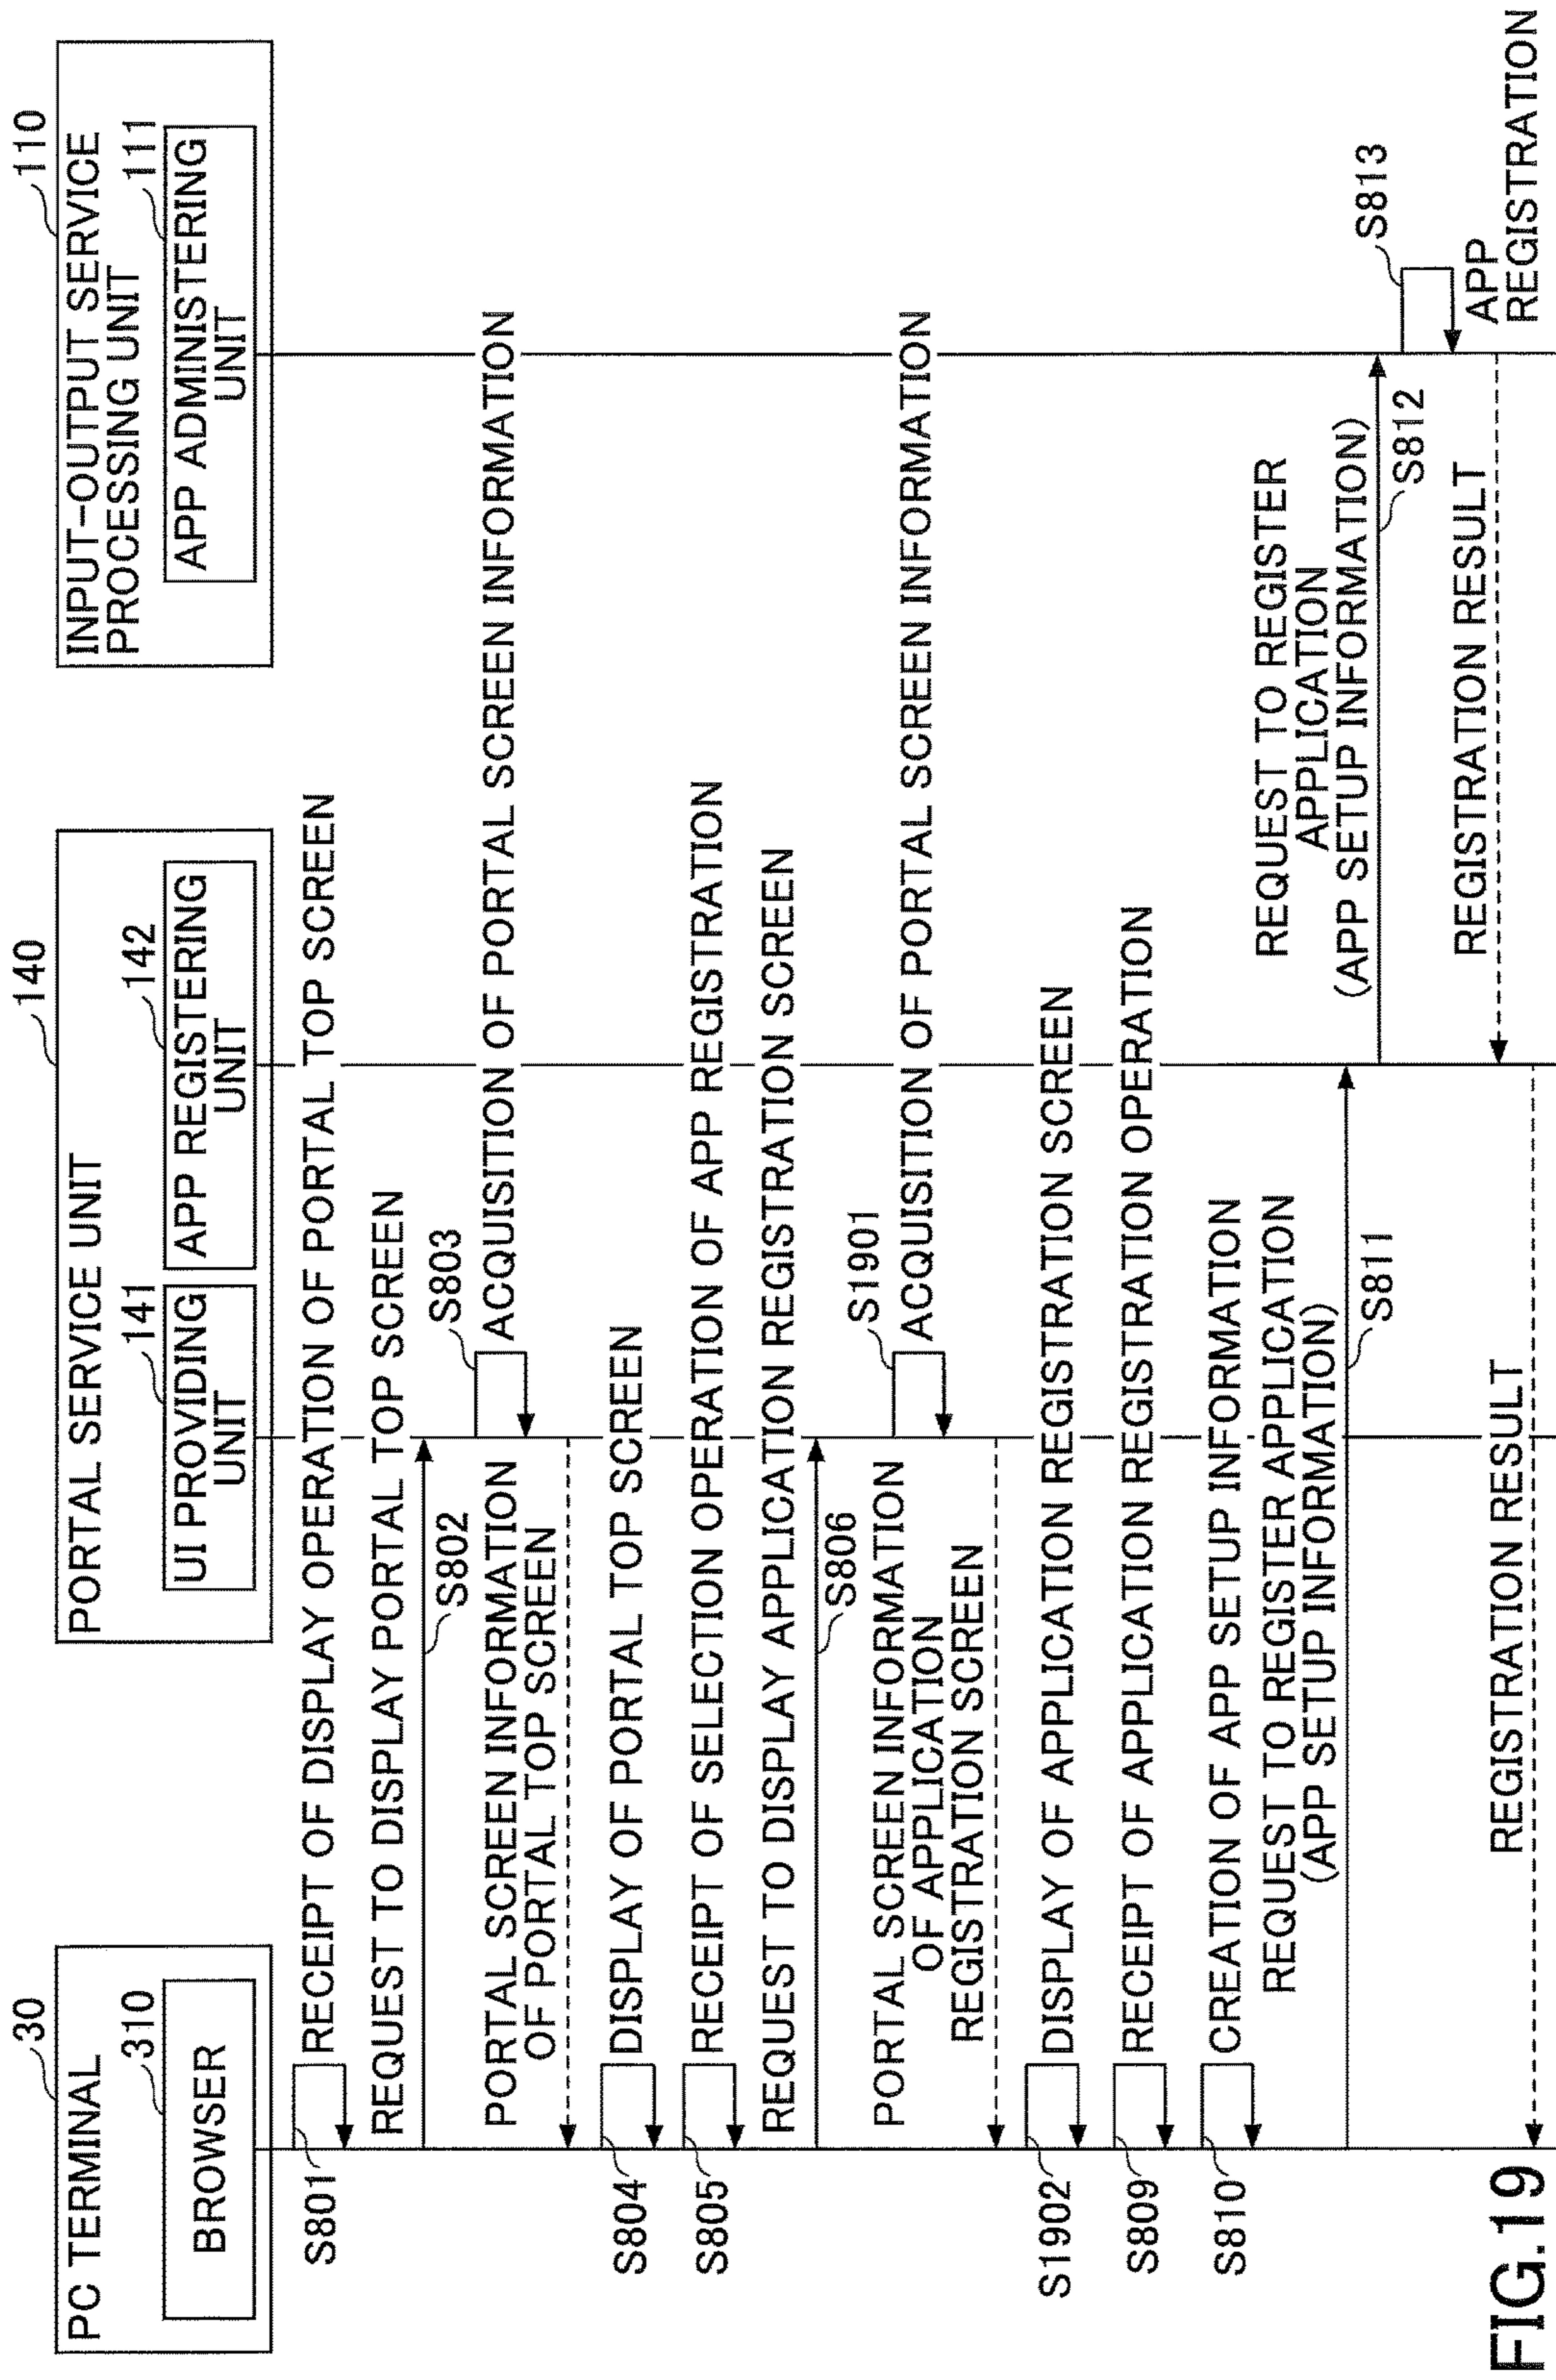 FIG.19
30
PC TERMINAL
310
BROWSER
140
PORTAL SERVICE UNIT
141
UI PROVIDING
UNIT
142
APP REGISTERING
UNIT
110
INPUT-OUTPUT SERVICE
PROCESSING UNIT
111
APP ADMINISTERING
UNIT
S801
RECEIPT OF DISPLAY OPERATION OF PORTAL TOP SCREEN
REQUEST TO DISPLAY PORTAL TOP SCREEN
S802
S803
ACQUISITION OF PORTAL SCREEN INFORMATION
PORTAL SCREEN INFORMATION
OF PORTAL TOP SCREEN
S804
DISPLAY OF PORTAL TOP SCREEN
S805
RECEIPT OF SELECTION OPERATION OF APP REGISTRATION
REQUEST TO DISPLAY APPLICATION REGISTRATION SCREEN
S806
S1901
ACQUISITION OF PORTAL SCREEN INFORMATION
PORTAL SCREEN INFORMATION
OF APPLICATION
REGISTRATION SCREEN
S1902
DISPLAY OF APPLICATION REGISTRATION SCREEN
S809
RECEIPT OF APPLICATION REGISTRATION OPERATION
S810
CREATION OF APP SETUP INFORMATION
REQUEST TO REGISTER APPLICATION
(APP SETUP INFORMATION)
S811
REQUEST TO REGISTER
APPLICATION
(APP SETUP INFORMATION)
S812
S813
APP
REGISTRATION
REGISTRATION RESULT
REGISTRATION RESULT